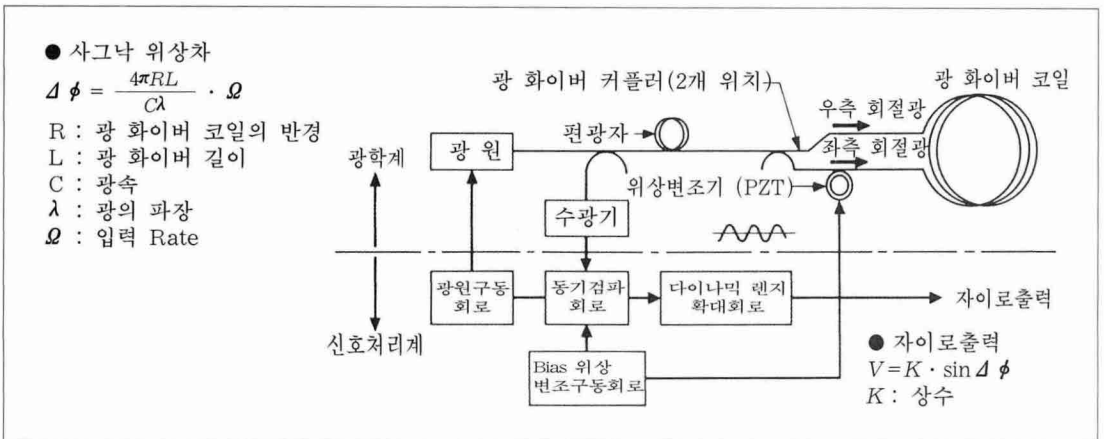 ● 사그낙 위상차
Δφ = 4πRL / Cλ · Ω
R : 광 화이버 코일의 반경
L : 광 화이버 길이
C : 광속
λ : 광의 파장
Ω : 입력 Rate
광학계
신호처리계
광 화이버 커플러(2개 위치)
광 화이버 코일
우측 회절광
좌측 회절광
편광자
광 원
위상변조기 (PZT)
수광기
광원구동
회로
동기검파
회로
다이나믹 렌지
확대회로
자이로출력
Bias 위상
변조구동회로
● 자이로출력
V=K · sinΔφ
K : 상수